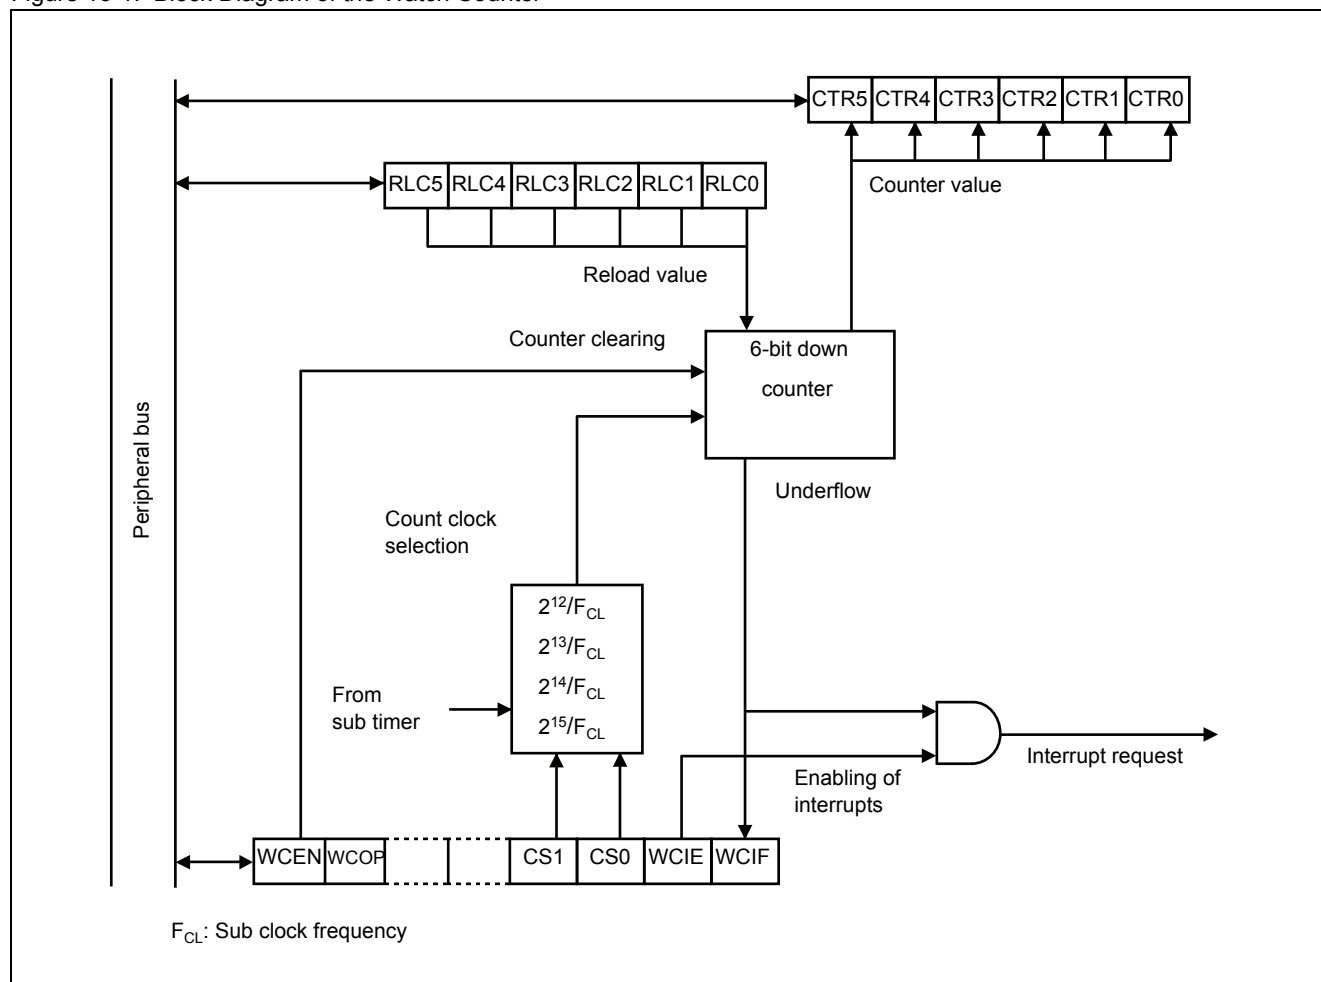 CTR5 CTR4 CTR3 CTR2 CTR1 CTR0
RLC5 RLC4 RLC3 RLC2 RLC1 RLC0
Counter value
Reload value
Counter clearing
6-bit down
counter
Peripheral bus
Underflow
Count clock
selection
2¹²/F_CL
2¹³/F_CL
2¹⁴/F_CL
2¹⁵/F_CL
From
sub timer
Interrupt request
Enabling of
interrupts
WCEN WCOP CS1 CS0 WCIE WCIF
F_CL: Sub clock frequency